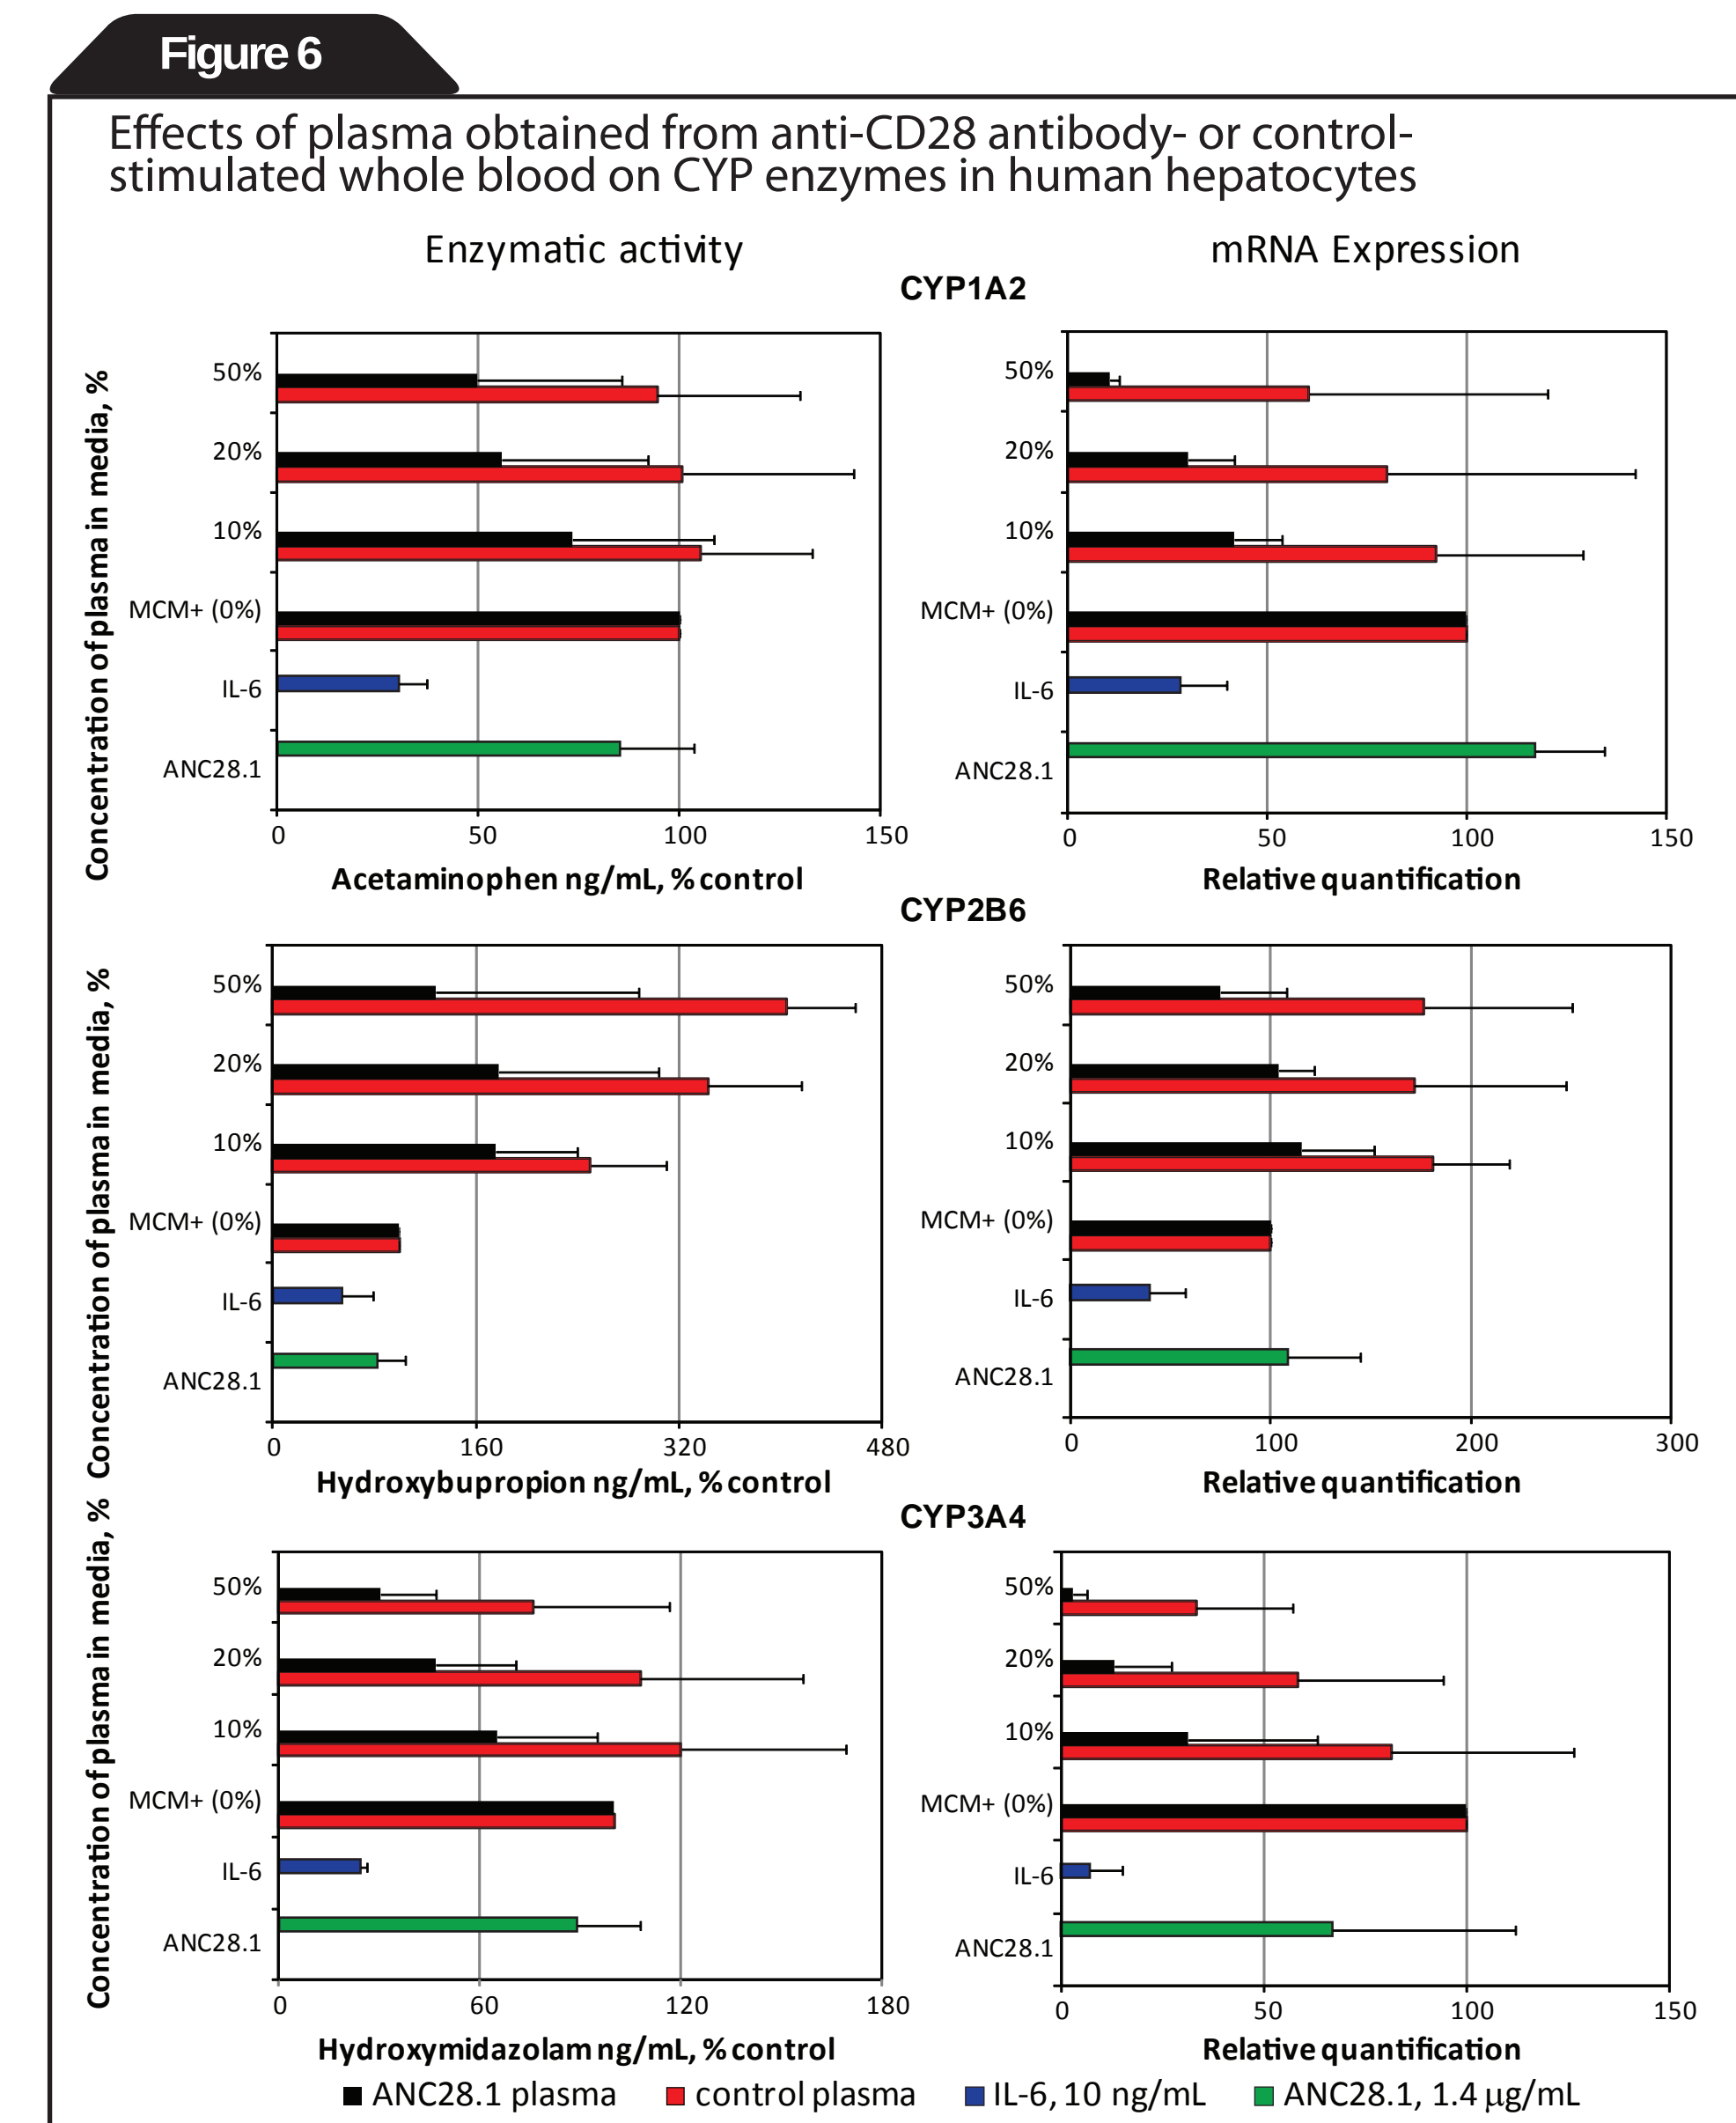 Figure 6
Effects of plasma obtained from anti-CD28 antibody- or control-
stimulated whole blood on CYP enzymes in human hepatocytes
Enzymatic activity
mRNA Expression
CYP1A2
Concentration of plasma in media, %
50%
20%
10%
MCM+ (0%)
IL-6
ANC28.1
0 50 100 150
Acetaminophen ng/mL, % control
50%
20%
10%
MCM+ (0%)
IL-6
ANC28.1
0 50 100 150
Relative quantification
CYP2B6
Concentration of plasma in media, %
50%
20%
10%
MCM+ (0%)
IL-6
ANC28.1
0 160 320 480
Hydroxybupropion ng/mL, % control
50%
20%
10%
MCM+ (0%)
IL-6
ANC28.1
0 100 200 300
Relative quantification
CYP3A4
Concentration of plasma in media, %
50%
20%
10%
MCM+ (0%)
IL-6
ANC28.1
0 60 120 180
Hydroxymidazolam ng/mL, % control
50%
20%
10%
MCM+ (0%)
IL-6
ANC28.1
0 50 100 150
Relative quantification
ANC28.1 plasma control plasma IL-6, 10 ng/mL ANC28.1, 1.4 µg/mL